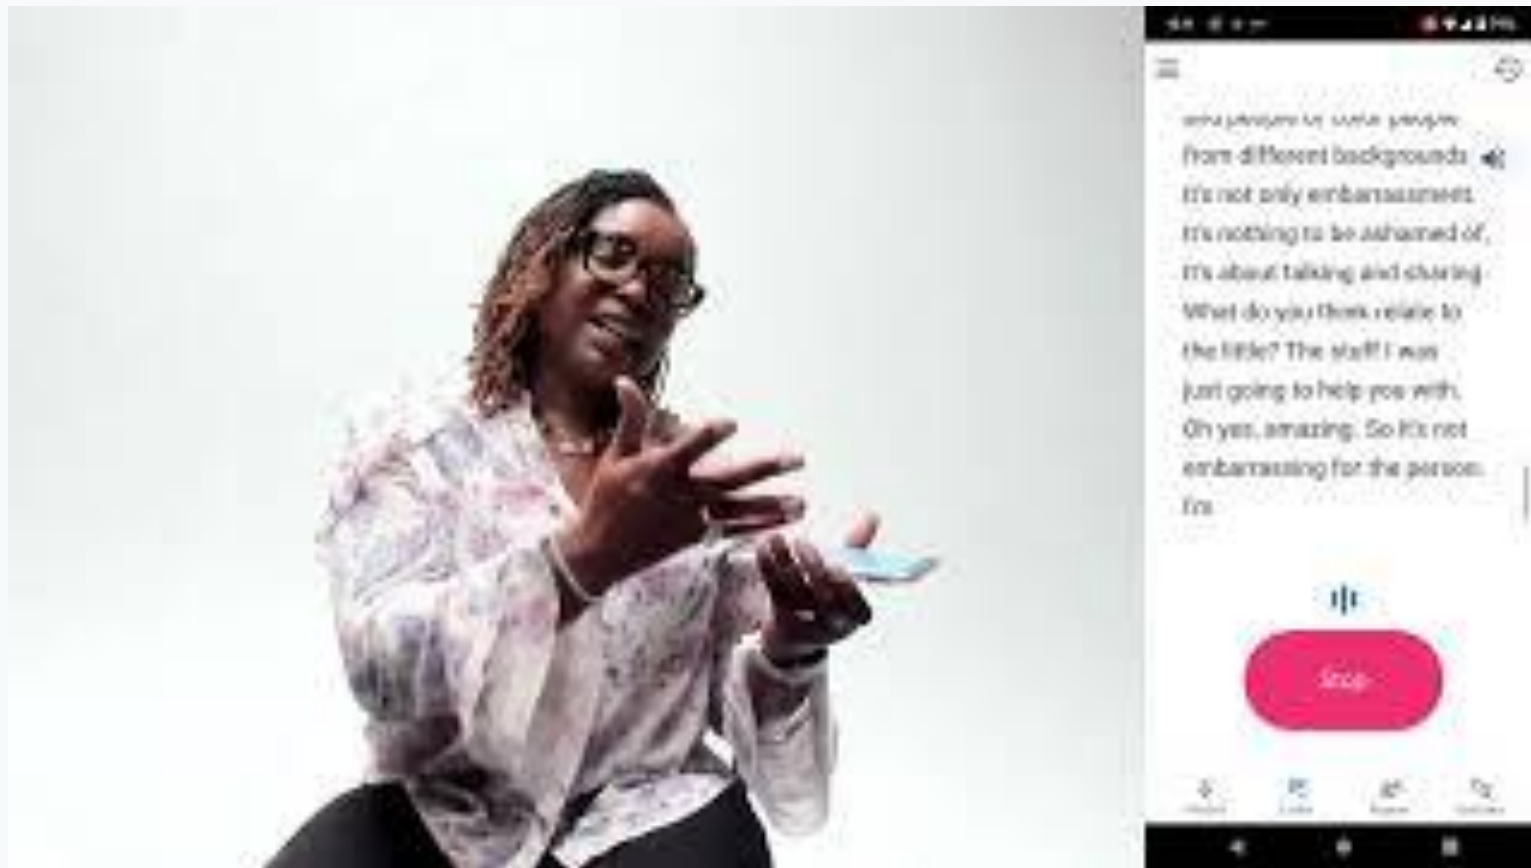 from different backgrounds
It's not only embarrassment.
It's nothing to be ashamed of,
It's about talking and sharing
What do you think relate to
the little? The stuff I was
just going to help you with.
Oh yes, amazing. So it's not
embarrassing for the person.
I'm
Stop